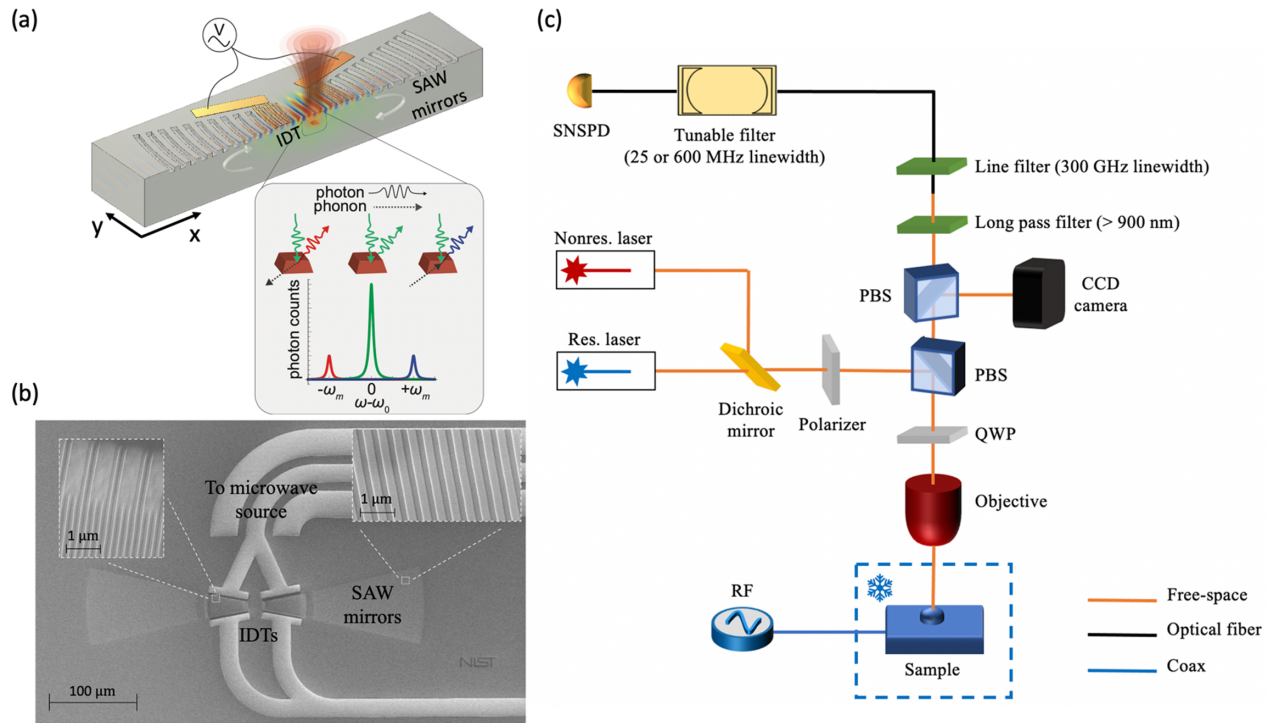 (a)
V
SAW
mirrors
IDT
y
x
photon
phonon
photon counts
-ωm
0
+ωm
ω-ω0
(b)
1 μm
To microwave
source
1 μm
SAW
mirrors
IDTs
NIST
100 μm
(c)
SNSPD
Tunable filter
(25 or 600 MHz linewidth)
Line filter (300 GHz linewidth)
Long pass filter (> 900 nm)
Nonres. laser
PBS
CCD
camera
Res. laser
PBS
Dichroic
mirror
Polarizer
QWP
Objective
RF
Sample
Free-space
Optical fiber
Coax